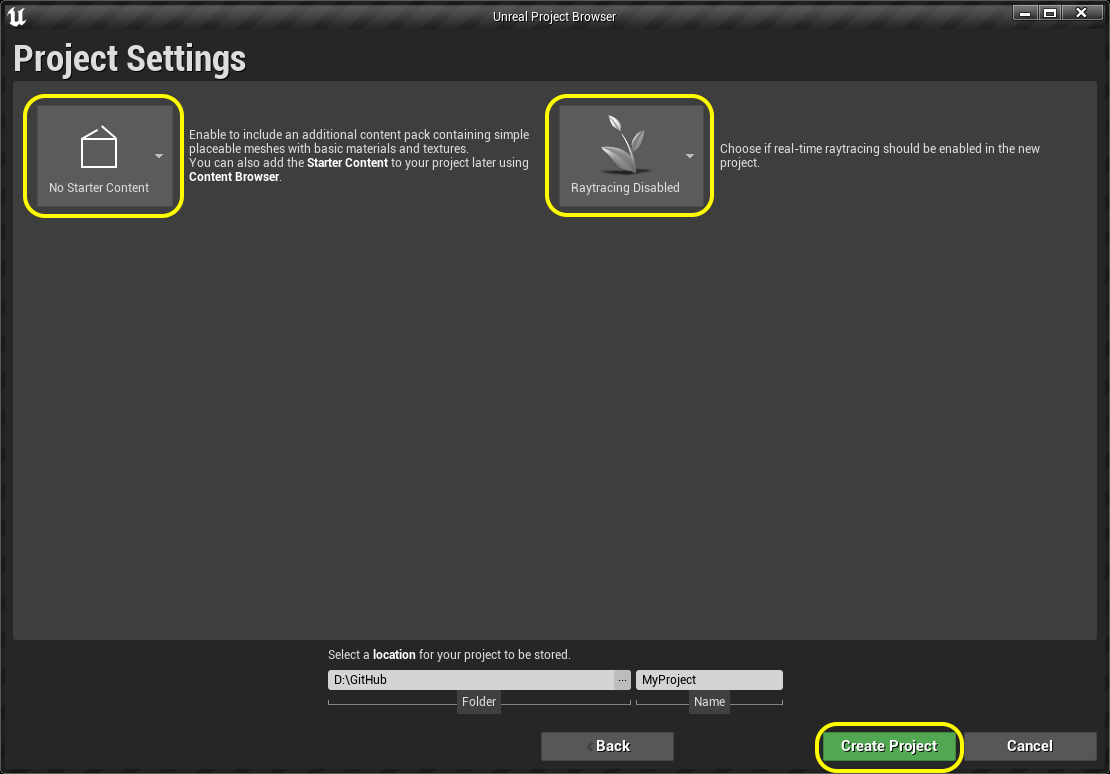 Unreal Project Browser
Project Settings
No Starter Content
Enable to include an additional content pack containing simple
placeable meshes with basic materials and textures.
You can also add the Starter Content to your project later using
Content Browser.
Raytracing Disabled
Choose if real-time raytracing should be enabled in the new
project.
Select a location for your project to be stored.
D:\GitHub
...
MyProject
Folder
Name
Back
Create Project
Cancel